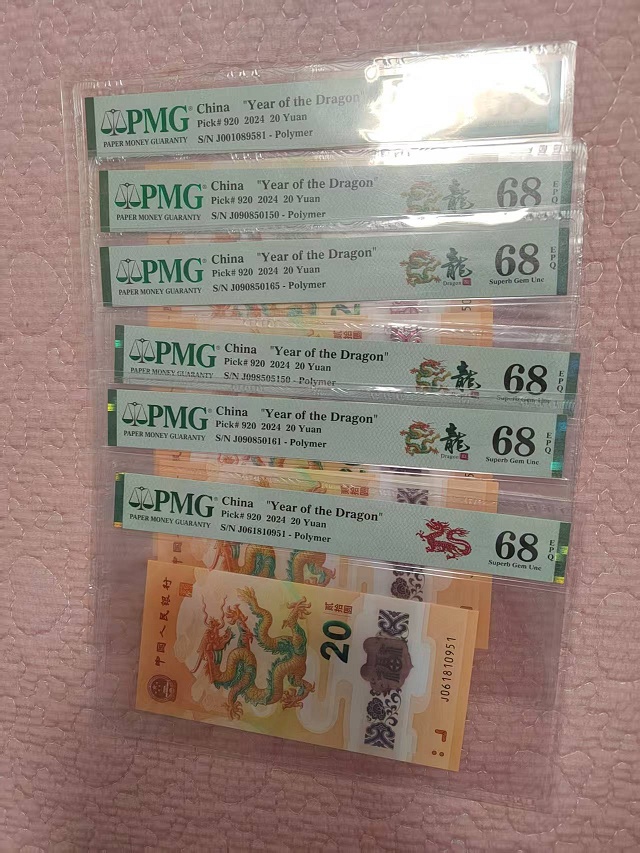 PMG
PAPER MONEY GUARANTY
China "Year of the Dragon"
Pick# 920 2024 20 Yuan
S/N J001089581 - Polymer
PMG
PAPER MONEY GUARANTY
China "Year of the Dragon"
Pick# 920 2024 20 Yuan
S/N J090850150 - Polymer
龍
68
EPQ
PMG
PAPER MONEY GUARANTY
China "Year of the Dragon"
Pick# 920 2024 20 Yuan
S/N J090850165 - Polymer
龍
Dragon
68
Superb Gem Unc
EPQ
PMG
PAPER MONEY GUARANTY
China "Year of the Dragon"
Pick# 920 2024 20 Yuan
S/N J098505150 - Polymer
龍
68
Superb Gem Unc
EPQ
PMG
PAPER MONEY GUARANTY
China "Year of the Dragon"
Pick# 920 2024 20 Yuan
S/N J090850161 - Polymer
龍
Dragon
68
Superb Gem Unc
EPQ
PMG
PAPER MONEY GUARANTY
China "Year of the Dragon"
Pick# 920 2024 20 Yuan
S/N J061810951 - Polymer
68
Superb Gem Unc
EPQ
中国人民银行
贰拾圆
20
J061810951